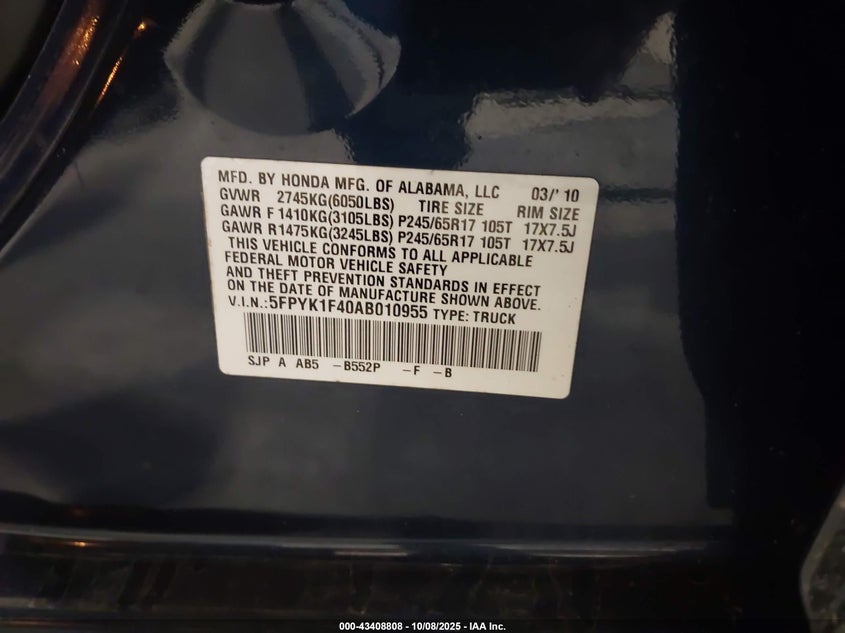 MFD. BY HONDA MFG. OF ALABAMA, LLC 03/' 10
GVWR 2745KG(6050LBS) TIRE SIZE RIM SIZE
GAWR F 1410KG(3105LBS) P245/65R17 105T 17X7.5J
GAWR R1475KG(3245LBS) P245/65R17 105T 17X7.5J
THIS VEHICLE CONFORMS TO ALL APPLICABLE
FEDERAL MOTOR VEHICLE SAFETY
AND THEFT PREVENTION STANDARDS IN EFFECT
ON THE DATE OF MANUFACTURE SHOWN ABOVE.
V.I.N.:5FPYK1F40AB010955 TYPE: TRUCK
SJP A AB5 -B552P -F -B
000-43408808 - 10/08/2025 - IAA Inc.